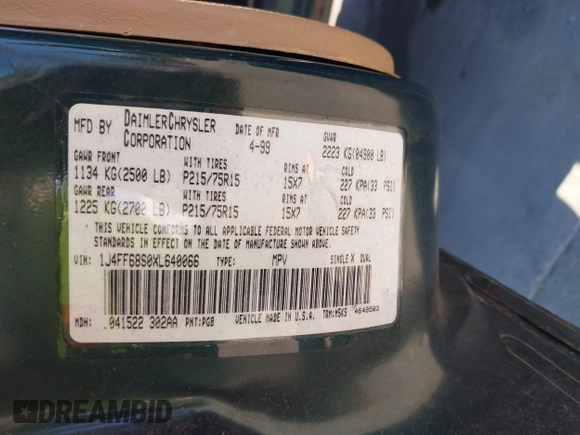 MFD BY DAIMLERCHRYSLER CORPORATION DATE OF MFR 4-99 GVWR 2223 KG(04900 LB)
GAWR FRONT WITH TIRES RIMS AT COLD
1134 KG(2500 LB) P215/75R15 15X7 227 KPA(33 PSI)
GAWR REAR WITH TIRES RIMS AT COLD
1225 KG(2700 LB) P215/75R15 15X7 227 KPA(33 PSI)
THIS VEHICLE CONFORMS TO ALL APPLICABLE FEDERAL MOTOR VEHICLE SAFETY
STANDARDS IN EFFECT ON THE DATE OF MANUFACTURE SHOWN ABOVE.
VIN: 1J4FF68S0XL640066 TYPE: MPV SINGLE X DUAL
MDH: 041522 302AA PNT:PGB VEHICLE MADE IN U.S.A. TRM:M5K5 4648503
DREAMBID